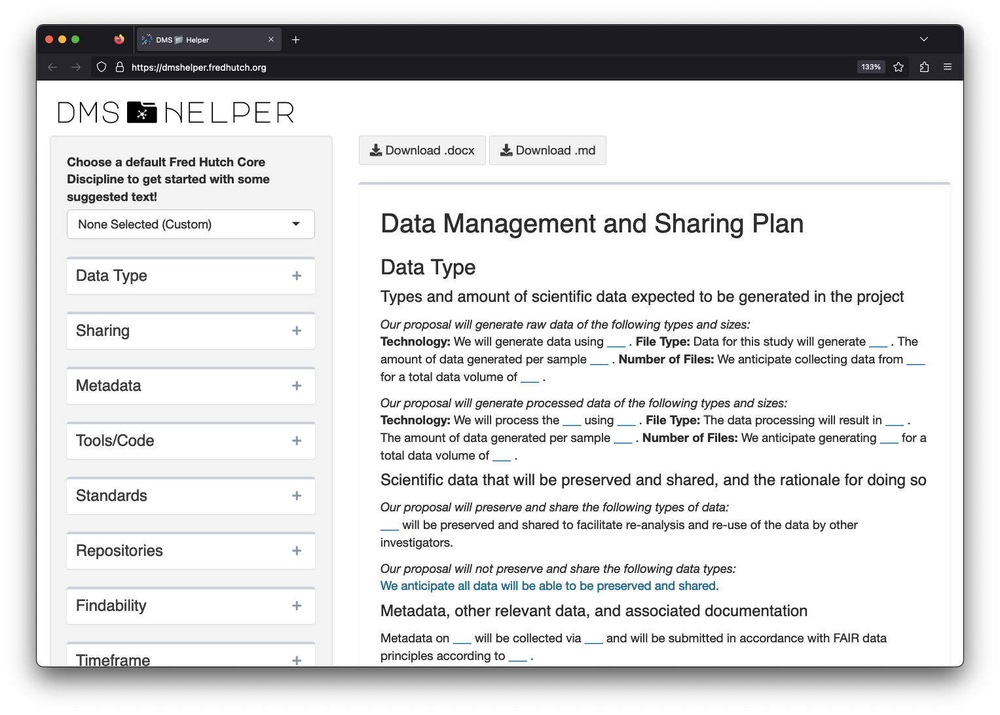 DMS Helper
https://dmshelper.fredhutch.org
133%
DMS HELPER
Choose a default Fred Hutch Core
Discipline to get started with some
suggested text!
None Selected (Custom)
Data Type
Sharing
Metadata
Tools/Code
Standards
Repositories
Findability
Timeframe
Download .docx
Download .md
Data Management and Sharing Plan
Data Type
Types and amount of scientific data expected to be generated in the project
Our proposal will generate raw data of the following types and sizes:
Technology: We will generate data using ___ . File Type: Data for this study will generate ___ . The
amount of data generated per sample ___ . Number of Files: We anticipate collecting data from ___
for a total data volume of ___ .
Our proposal will generate processed data of the following types and sizes:
Technology: We will process the ___ using ___ . File Type: The data processing will result in ___ .
The amount of data generated per sample ___ . Number of Files: We anticipate generating ___ for a
total data volume of ___ .
Scientific data that will be preserved and shared, and the rationale for doing so
Our proposal will preserve and share the following types of data:
___ will be preserved and shared to facilitate re-analysis and re-use of the data by other
investigators.
Our proposal will not preserve and share the following data types:
We anticipate all data will be able to be preserved and shared.
Metadata, other relevant data, and associated documentation
Metadata on ___ will be collected via ___ and will be submitted in accordance with FAIR data
principles according to ___ .